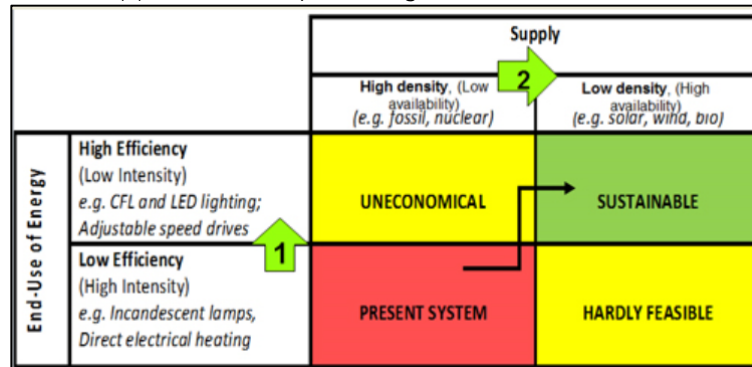 Supply
2
High density, (Low
availability)
(e.g. fossil, nuclear)
Low density, (High
availability)
(e.g. solar, wind, bio)
End-Use of Energy
High Efficiency
(Low Intensity)
e.g. CFL and LED lighting;
Adjustable speed drives
UNECONOMICAL
SUSTAINABLE
1
Low Efficiency
(High Intensity)
e.g. Incandescent lamps,
Direct electrical heating
PRESENT SYSTEM
HARDLY FEASIBLE